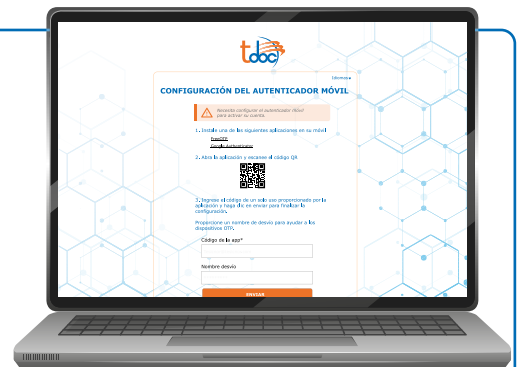 tdoc
Idiomas
CONFIGURACIÓN DEL AUTENTICADOR MÓVIL
Necesita configurar el autenticador móvil
para activar su cuenta.
1. Instale una de las siguientes aplicaciones en su móvil
FreeOTP
Google Authenticator
2. Abra la aplicación y escanee el código QR
3. Ingrese el código de un solo uso proporcionado por la
aplicación y haga clic en enviar para finalizar la
configuración.
Proporcione un nombre de desvío para ayudar a los
dispositivos OTP.
Código de la app*
Nombre desvío
ENVIAR